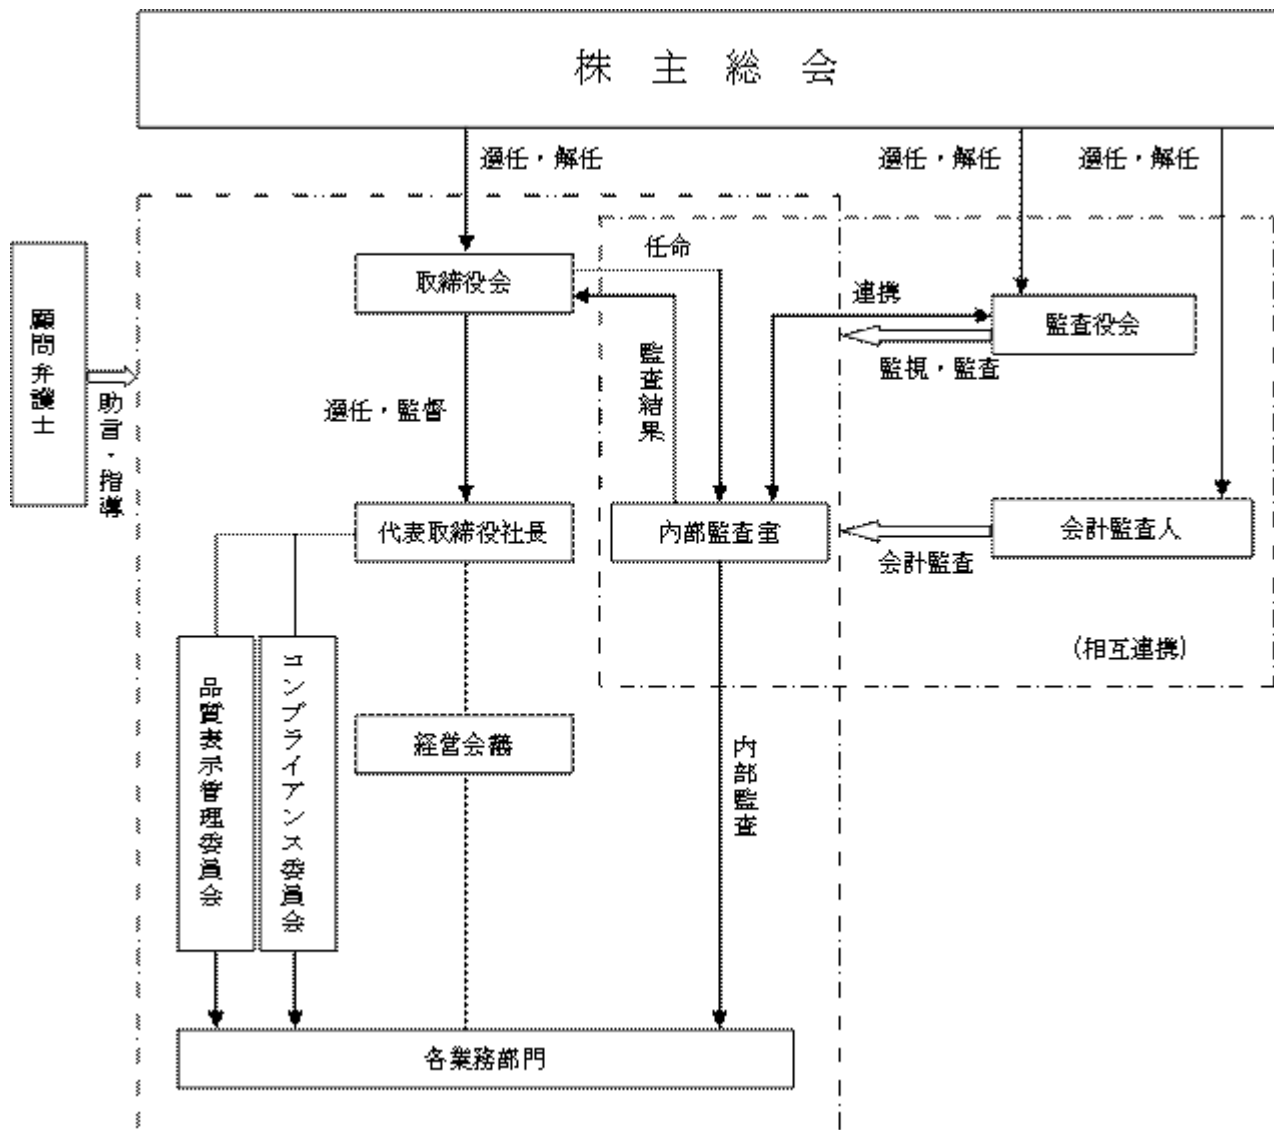 株主総会
選任・解任
選任・解任
選任・解任
任命
取締役会
連携
監査役会
顧問弁護士
監査結果
監視・監査
助言・指導
選任・監督
代表取締役社長
内部監査室
会計監査人
会計監査
(相互連携)
品質表示管理委員会
コンプライアンス委員会
経営会議
内部監査
各業務部門